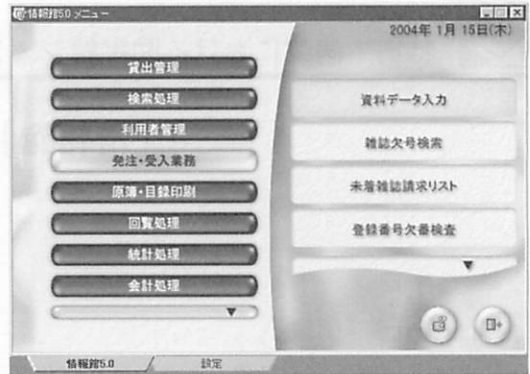 情報館5.0 メニュー
2004年 1月 15日(木)
貸出管理
検索処理
利用者管理
発注・受入業務
原簿・目録印刷
回覧処理
統計処理
会計処理
資料データ入力
雑誌欠号検索
未着雑誌請求リスト
登録番号欠番検査
情報館5.0
設定